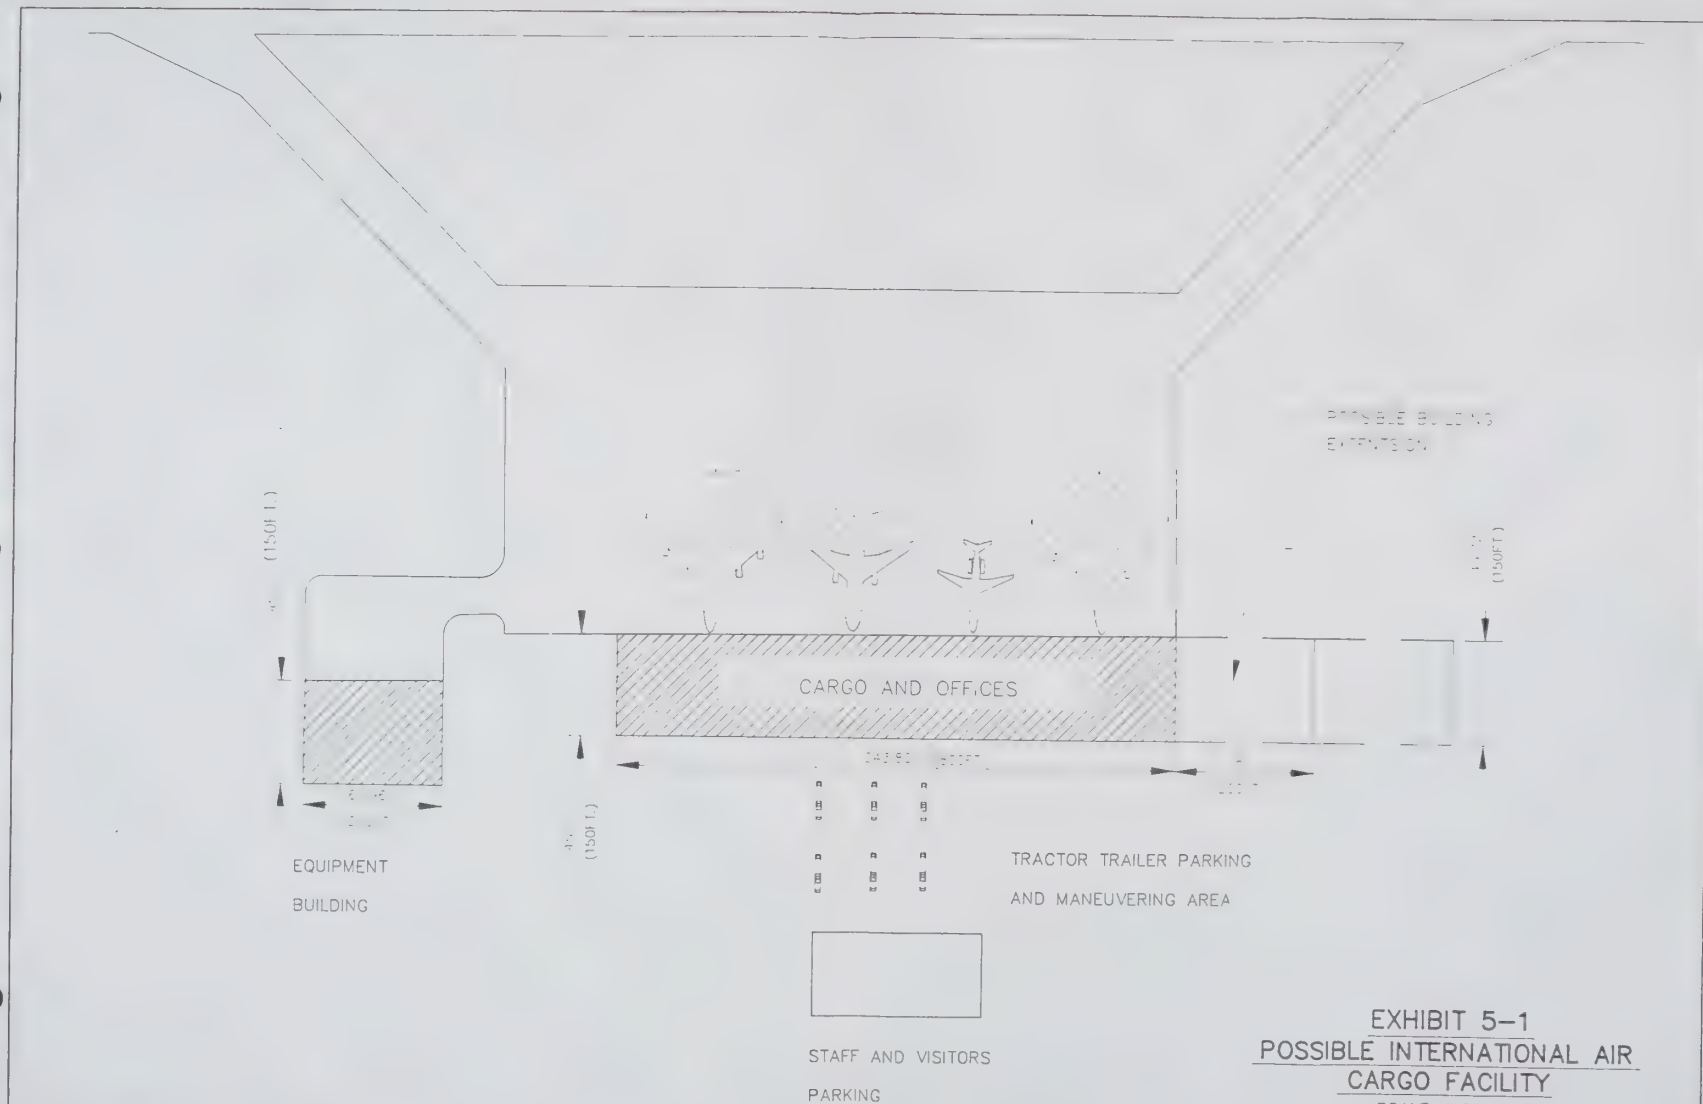 BUILDING
(150FT.)
(150FT.)
CARGO AND OFFICES
(150FT.)
EQUIPMENT
BUILDING
TRACTOR TRAILER PARKING
AND MANEUVERING AREA
STAFF AND VISITORS
PARKING
EXHIBIT 5-1
POSSIBLE INTERNATIONAL AIR
CARGO FACILITY